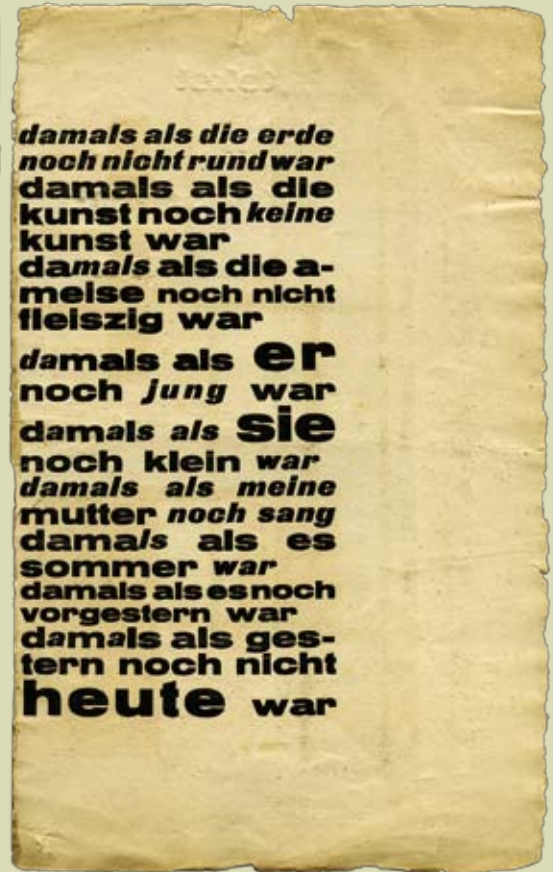 damals als die erde
noch nicht rund war
damals als die
kunst noch keine
kunst war
damals als die a-
meise noch nicht
fleiszig war
damals als er
noch jung war
damals als sie
noch klein war
damals als meine
mutter noch sang
damals als es
sommer war
damals als es noch
vorgestern war
damals als ges-
tern noch nicht
heute war